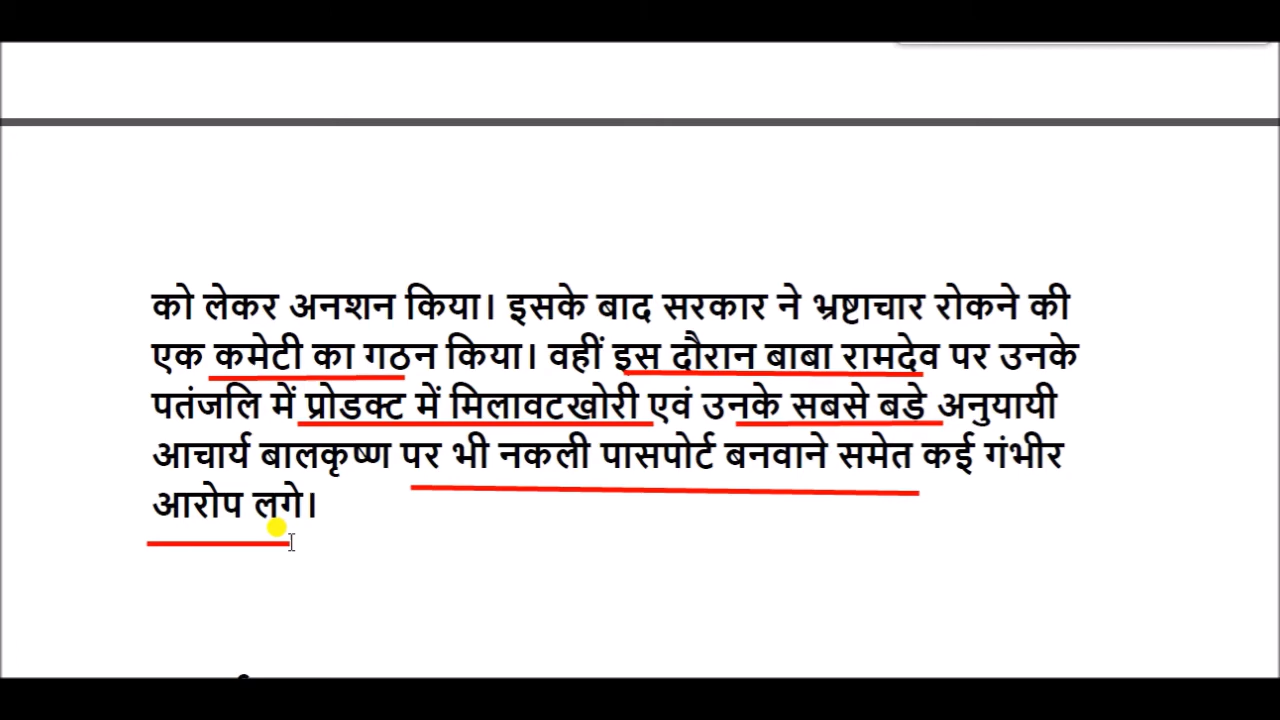 को लेकर अनशन किया। इसके बाद सरकार ने भ्रष्टाचार रोकने की
एक कमेटी का गठन किया। वहीं इस दौरान बाबा रामदेव पर उनके
पतंजलि में प्रोडक्ट में मिलावटखोरी एवं उनके सबसे बडे अनुयायी
आचार्य बालकृष्ण पर भी नकली पासपोर्ट बनवाने समेत कई गंभीर
आरोप लगे।